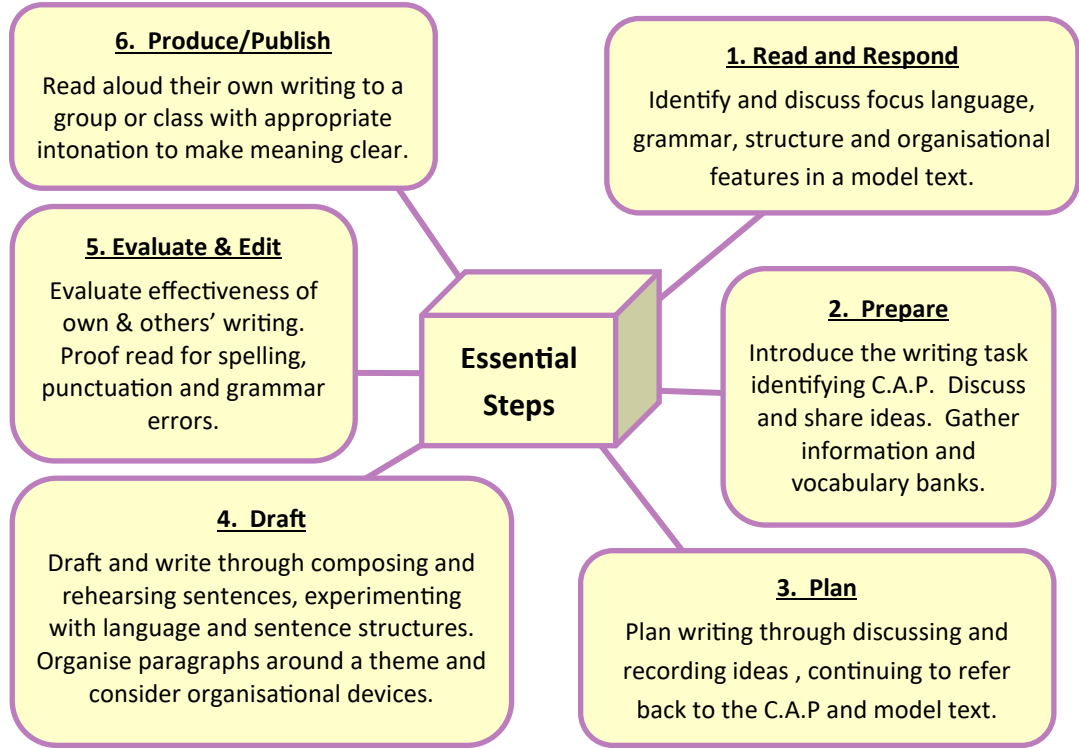 Essential
Steps
1. Read and Respond
Identify and discuss focus language,
grammar, structure and organisational
features in a model text.
2.  Prepare
Introduce the writing task
identifying C.A.P.  Discuss
and share ideas.  Gather
information and
vocabulary banks.
3.  Plan
Plan writing through discussing and
recording ideas , continuing to refer
back to the C.A.P and model text.
4.  Draft
Draft and write through composing and
rehearsing sentences, experimenting
with language and sentence structures.
Organise paragraphs around a theme and
consider organisational devices.
5. Evaluate & Edit
Evaluate effectiveness of
own & others’ writing.
Proof read for spelling,
punctuation and grammar
errors.
6.  Produce/Publish
Read aloud their own writing to a
group or class with appropriate
intonation to make meaning clear.